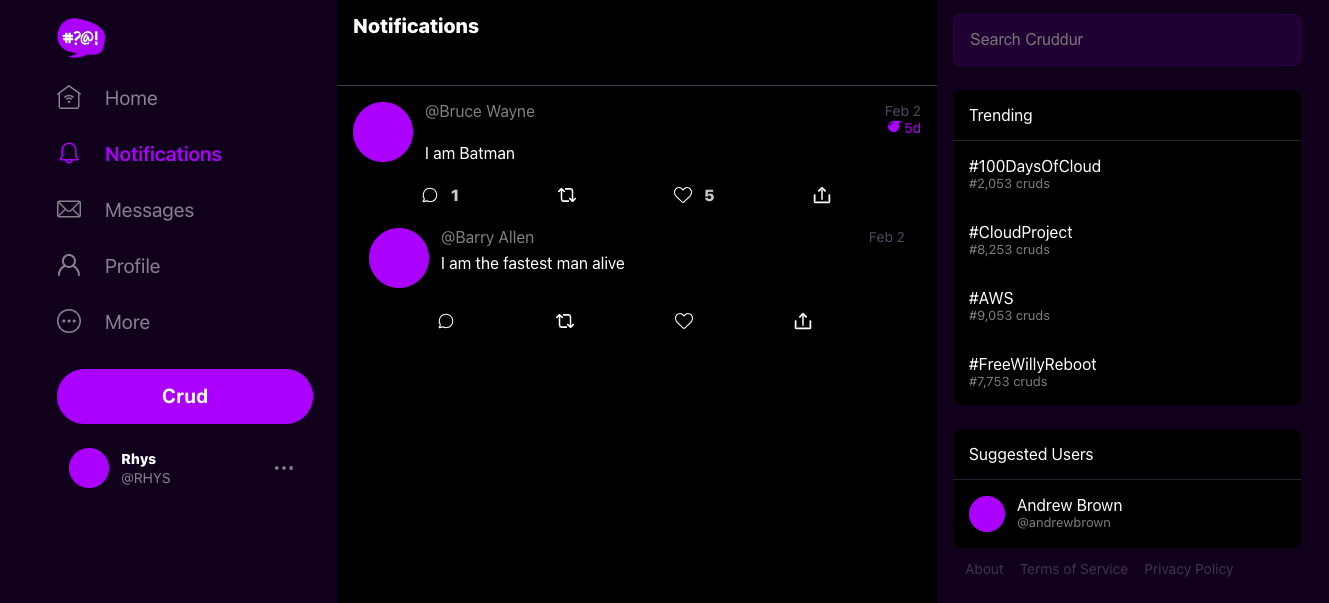 #?@!
Home
Notifications
Messages
Profile
More
Crud
Rhys
@RHYS
Notifications
@Bruce Wayne
Feb 2
5d
I am Batman
1
5
@Barry Allen
Feb 2
I am the fastest man alive
Search Cruddur
Trending
#100DaysOfCloud
#2,053 cruds
#CloudProject
#8,253 cruds
#AWS
#9,053 cruds
#FreeWillyReboot
#7,753 cruds
Suggested Users
Andrew Brown
@andrewbrown
About Terms of Service Privacy Policy